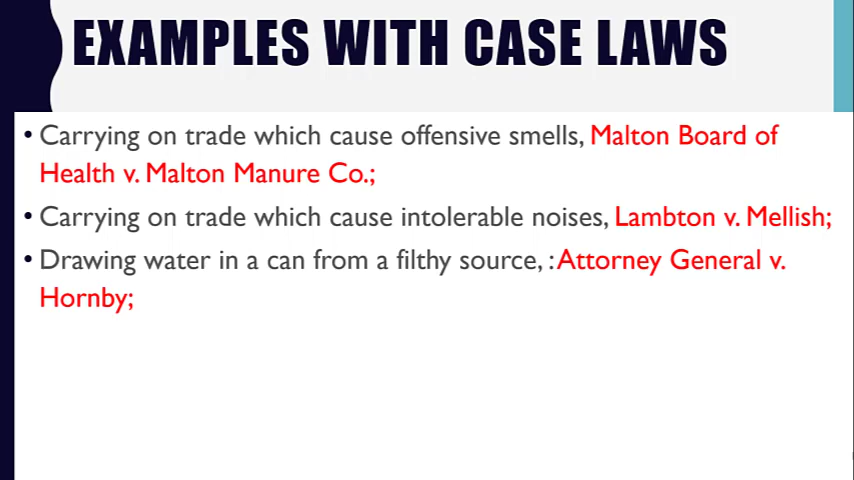 EXAMPLES WITH CASE LAWS
• Carrying on trade which cause offensive smells, Malton Board of
Health v. Malton Manure Co.;
• Carrying on trade which cause intolerable noises, Lambton v. Mellish;
• Drawing water in a can from a filthy source, : Attorney General v.
Hornby;